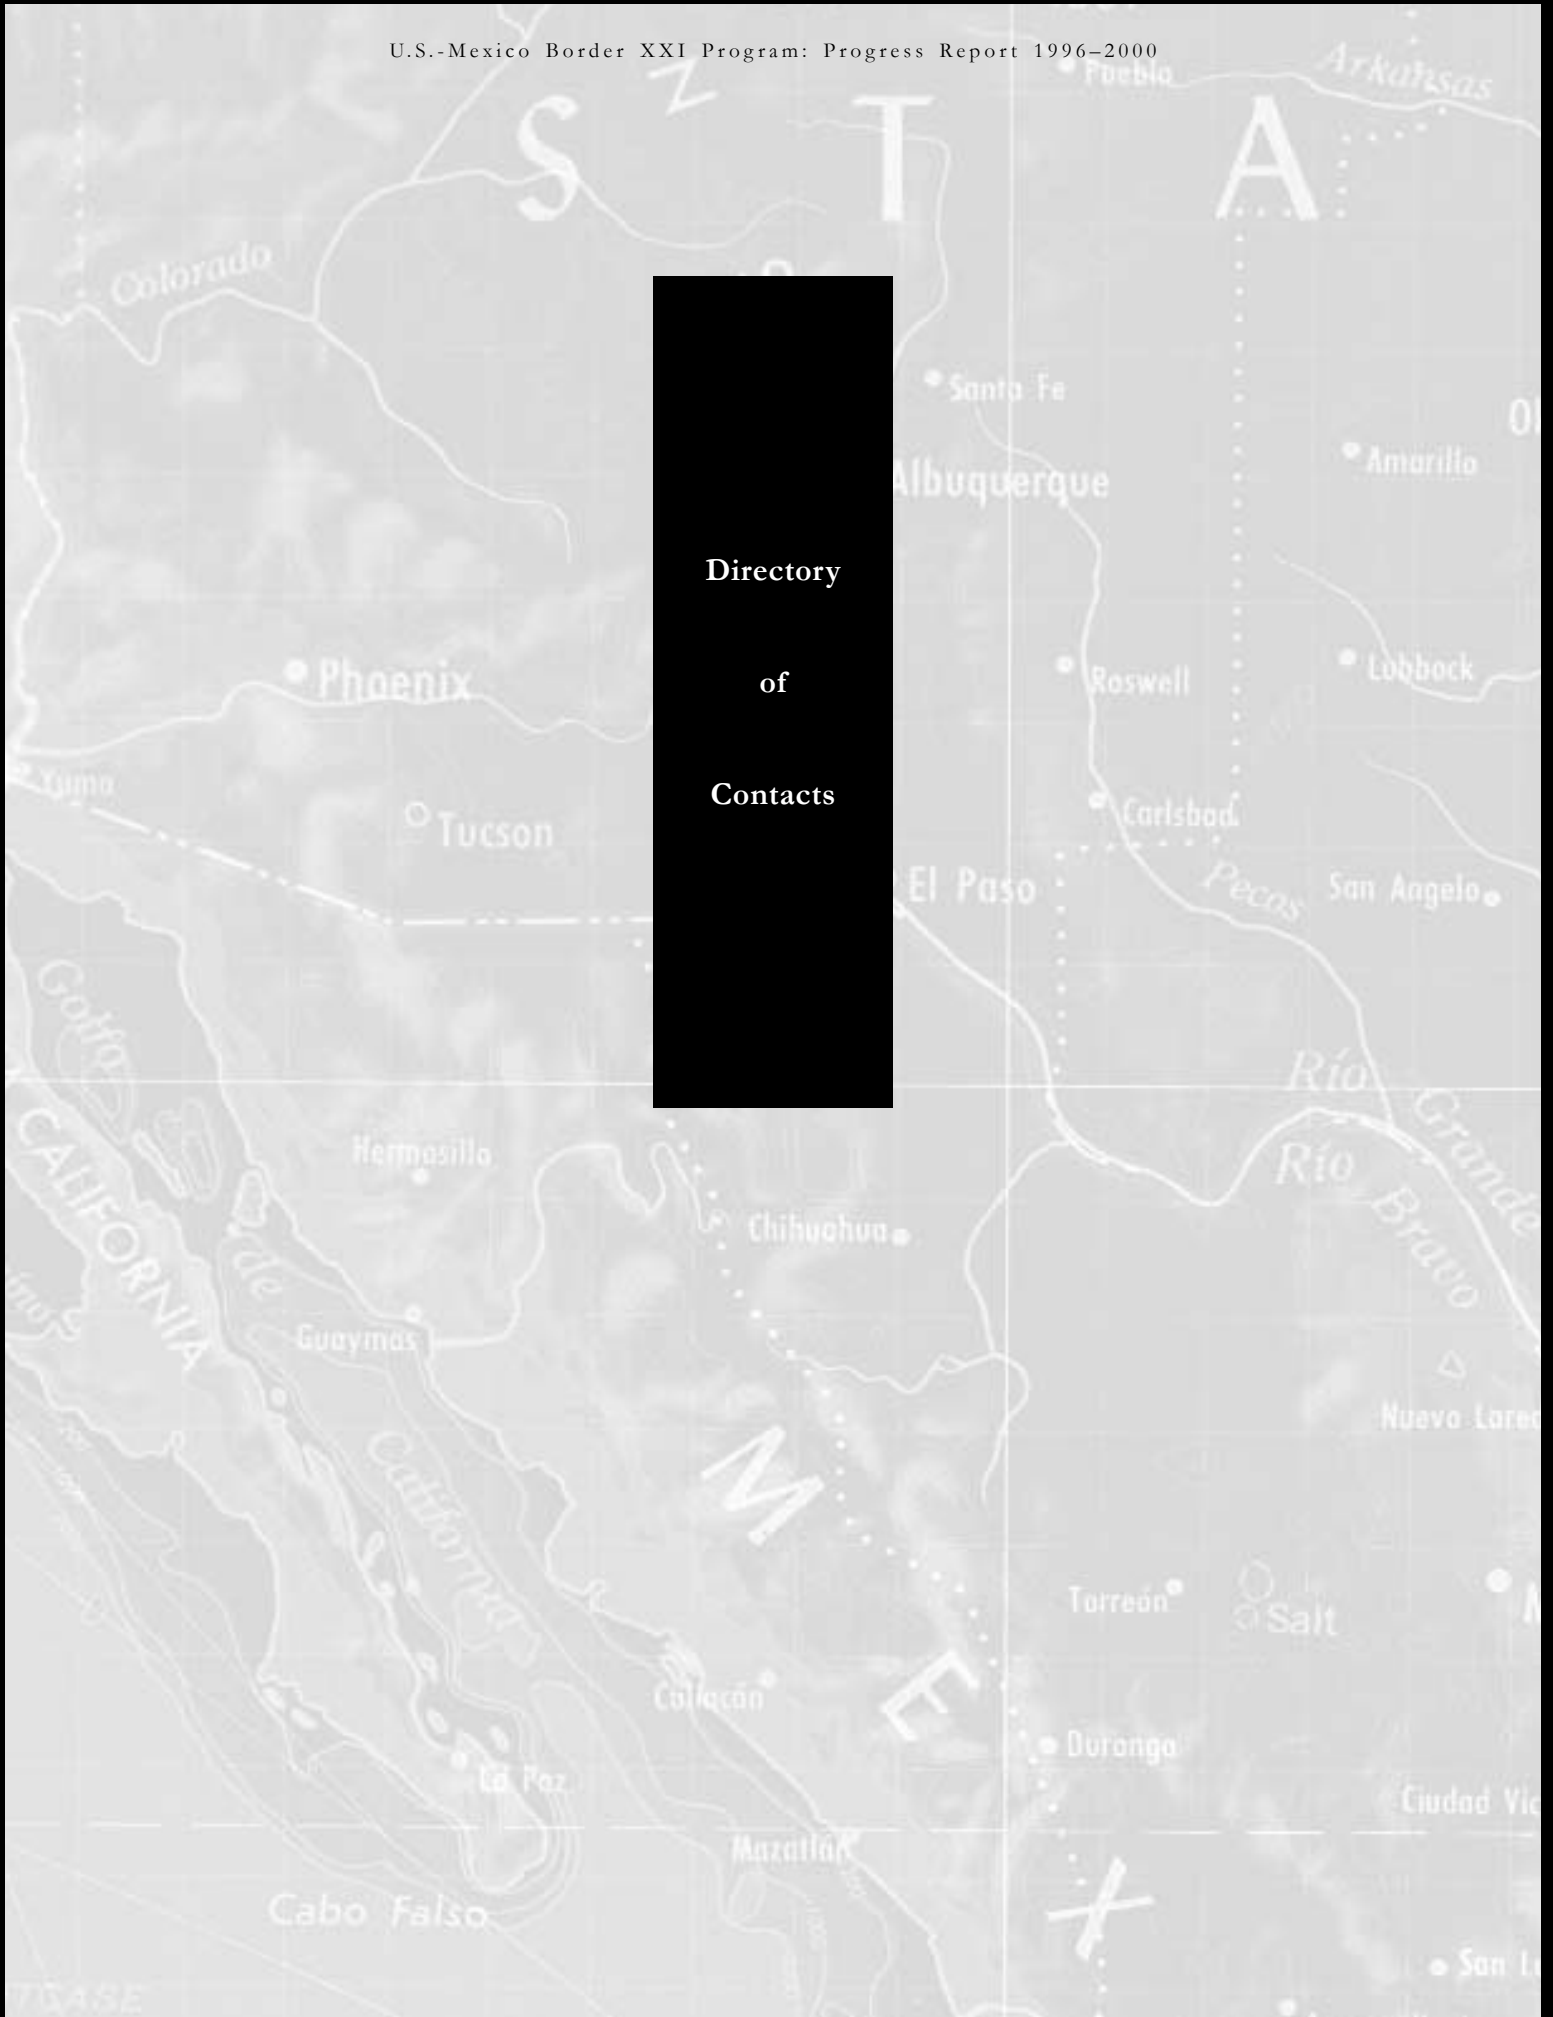 U.S.-Mexico Border XXI Program: Progress Report 1996–2000
Pueblo
Arkansas
S T A
Colorado
Santa Fe
Amarillo
Albuquerque
Directory
of
Contacts
Phoenix
Roswell
Lubbock
Yuma
Tucson
Carlsbad
El Paso
Pecos
San Angelo
Golfo
de
California
Río
Grande
Río
Bravo
CALIFORNIA
Hermosillo
Chihuahua
Guaymas
Nuevo Lared
M
E
X
Torreón
Salt
Culiacán
Durango
La Paz
Ciudad Vic
Mazatlán
Cabo Falso
San Lu